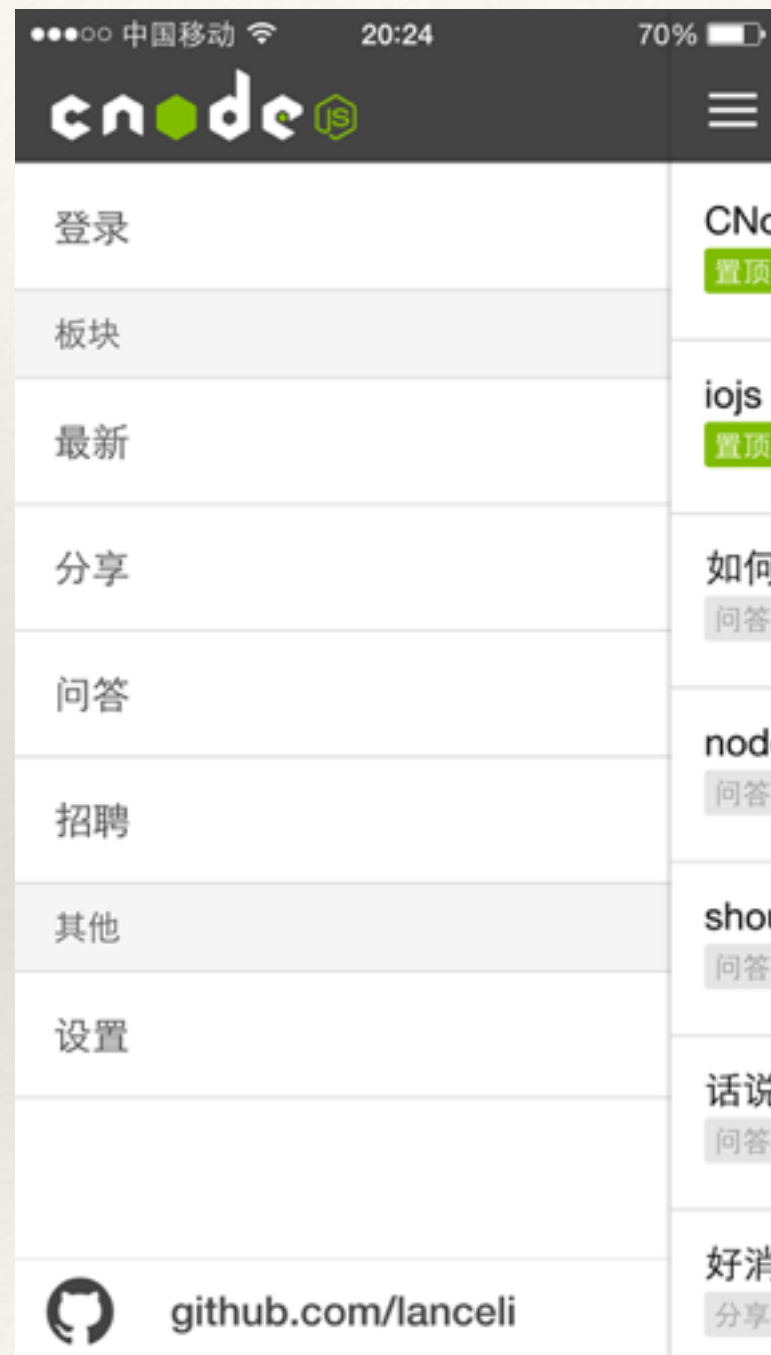 中国移动 20:24 70%
cnode JS
登录
板块
最新
分享
问答
招聘
其他
设置
github.com/lanceli
CNo
置顶
iojs
置顶
如何
问答
node
问答
shou
问答
话说
问答
好消
分享